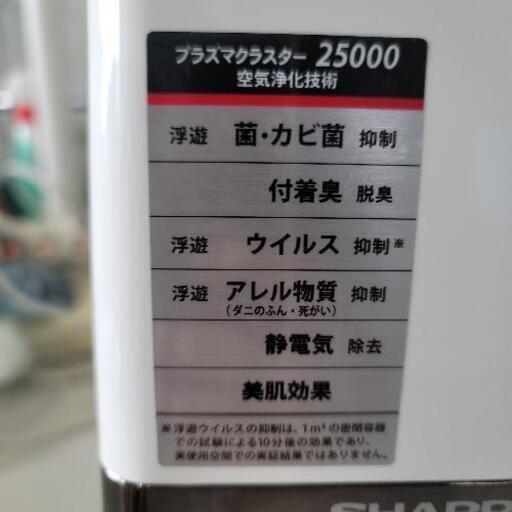 プラズマクラスター 25000
空気浄化技術
浮遊 菌・カビ菌 抑制
付着臭 脱臭
浮遊 ウイルス 抑制※
浮遊 アレル物質 抑制
(ダニのふん・死がい)
静電気 除去
美肌効果
※浮遊ウイルスの抑制は、1m³の密閉容器
での試験による10分後の効果であり、
実使用空間での実証結果ではありません。
SHARP